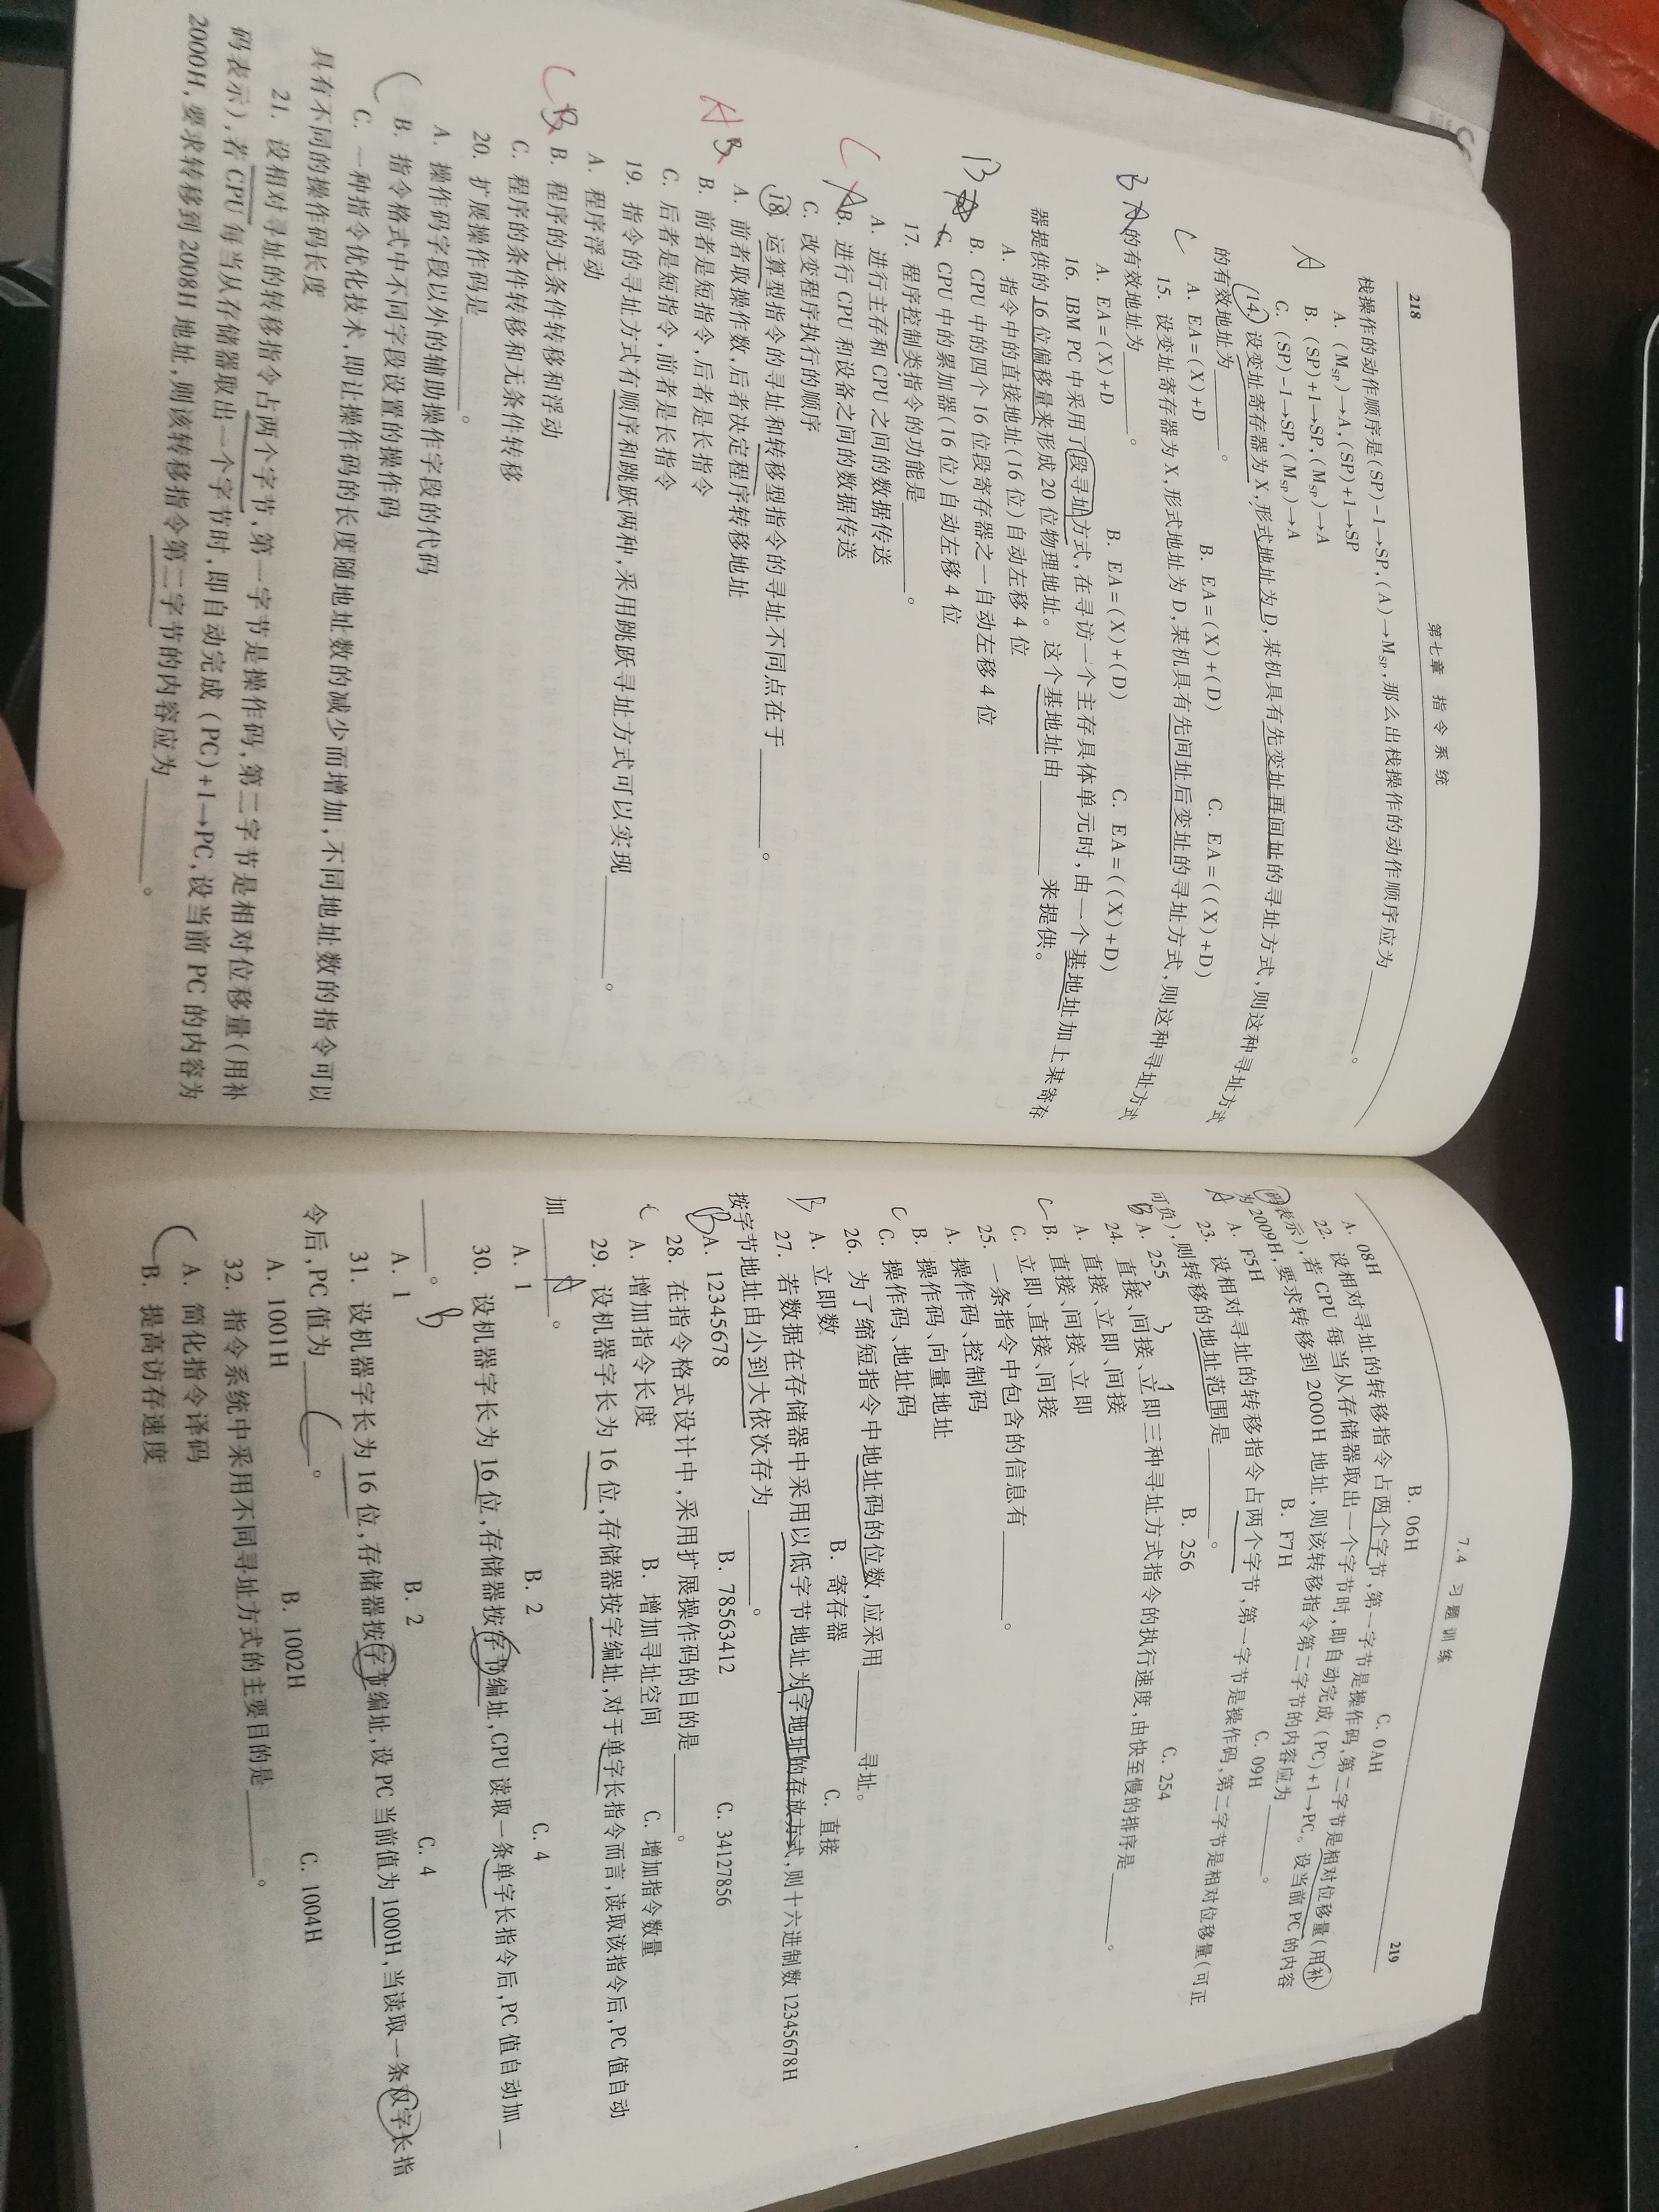 218
第七章 指令系统
栈操作的动作顺序是(SP)-1→SP,(A)→MSP,那么出栈操作的动作顺序应为______。
A. (MSP)→A,(SP)+1→SP
B. (SP)+1→SP,(MSP)→A
C. (SP)-1→SP,(MSP)→A
A
14. 设变址寄存器为X,形式地址为D,某机具有先变址再间址的寻址方式,则这种寻址方式
的有效地址为______。
A. EA=(X)+D B. EA=(X)+(D) C. EA=((X)+D)
C
15. 设变址寄存器为X,形式地址为D,某机具有先间址后变址的寻址方式,则这种寻址方式
的有效地址为______。
B A
A. EA=(X)+D B. EA=(X)+(D) C. EA=((X)+D)
16. IBM PC中采用了段寻址方式,在寻访一个主存具体单元时,由一个基地址加上某寄存
器提供的16位偏移量来形成20位物理地址。这个基地址由______来提供。
A. 指令中的直接地址(16位)自动左移4位
B. CPU中的四个16位段寄存器之一自动左移4位
C. CPU中的累加器(16位)自动左移4位
B
17. 程序控制类指令的功能是______。
A. 进行主存和CPU之间的数据传送
B. 进行CPU和设备之间的数据传送
C. 改变程序执行的顺序
C A
18. 运算型指令的寻址和转移型指令的寻址不同点在于______。
A. 前者取操作数,后者决定程序转移地址
B. 前者是短指令,后者是长指令
C. 后者是短指令,前者是长指令
A B
19. 指令的寻址方式有顺序和跳跃两种,采用跳跃寻址方式可以实现______。
A. 程序浮动
B. 程序的无条件转移和浮动
C. 程序的条件转移和无条件转移
C B
20. 扩展操作码是______。
A. 操作码字段以外的辅助操作字段的代码
B. 指令格式中不同字段设置的操作码
C. 一种指令优化技术,即让操作码的长度随地址数的减少而增加,不同地址数的指令可以
具有不同的操作码长度
C
21. 设相对寻址的转移指令占两个字节,第一字节是操作码,第二字节是相对位移量(用补
码表示),若CPU每当从存储器取出一个字节时,即自动完成(PC)+1→PC,设当前PC的内容为
2000H,要求转移到2008H地址,则该转移指令第二字节的内容应为______。
7.4 习题训练
219
A. 08H B. 06H C. 0AH
22. 设相对寻址的转移指令占两个字节,第一字节是操作码,第二字节是相对位移量(用补
码表示),若CPU每当从存储器取出一个字节时,即自动完成(PC)+1→PC。设当前PC的内容
为2009H,要求转移到2000H地址,则该转移指令第二字节的内容应为______。
A. F5H B. F7H C. 09H
A
23. 设相对寻址的转移指令占两个字节,第一字节是操作码,第二字节是相对位移量(可正
可负),则转移的地址范围是______。
A. 255 B. 256 C. 254
B
24. 直接、间接、立即三种寻址方式指令的执行速度,由快至慢的排序是______。
2 3 1
A. 直接、立即、间接
B. 直接、间接、立即
C. 立即、直接、间接
C
25. 一条指令中包含的信息有______。
A. 操作码、控制码
B. 操作码、向量地址
C. 操作码、地址码
C
26. 为了缩短指令中地址码的位数,应采用______寻址。
A. 立即数 B. 寄存器 C. 直接
B
27. 若数据在存储器中采用以低字节地址为字地址的存放方式,则十六进制数12345678H
按字节地址由小到大依次存为______。
A. 12345678 B. 78563412 C. 34127856
B
28. 在指令格式设计中,采用扩展操作码的目的是______。
A. 增加指令长度 B. 增加寻址空间 C. 增加指令数量
C
29. 设机器字长为16位,存储器按字编址,对于单字长指令而言,读取该指令后,PC值自动
加______。
A
A. 1 B. 2 C. 4
30. 设机器字长为16位,存储器按字节编址,CPU读取一条单字长指令后,PC值自动加
______。
B
A. 1 B. 2 C. 4
31. 设机器字长为16位,存储器按字节编址,设PC当前值为1000H,当读取一条双字长指
令后,PC值为______。
C
A. 1001H B. 1002H C. 1004H
32. 指令系统中采用不同寻址方式的主要目的是______。
A. 简化指令译码
B. 提高访存速度
C